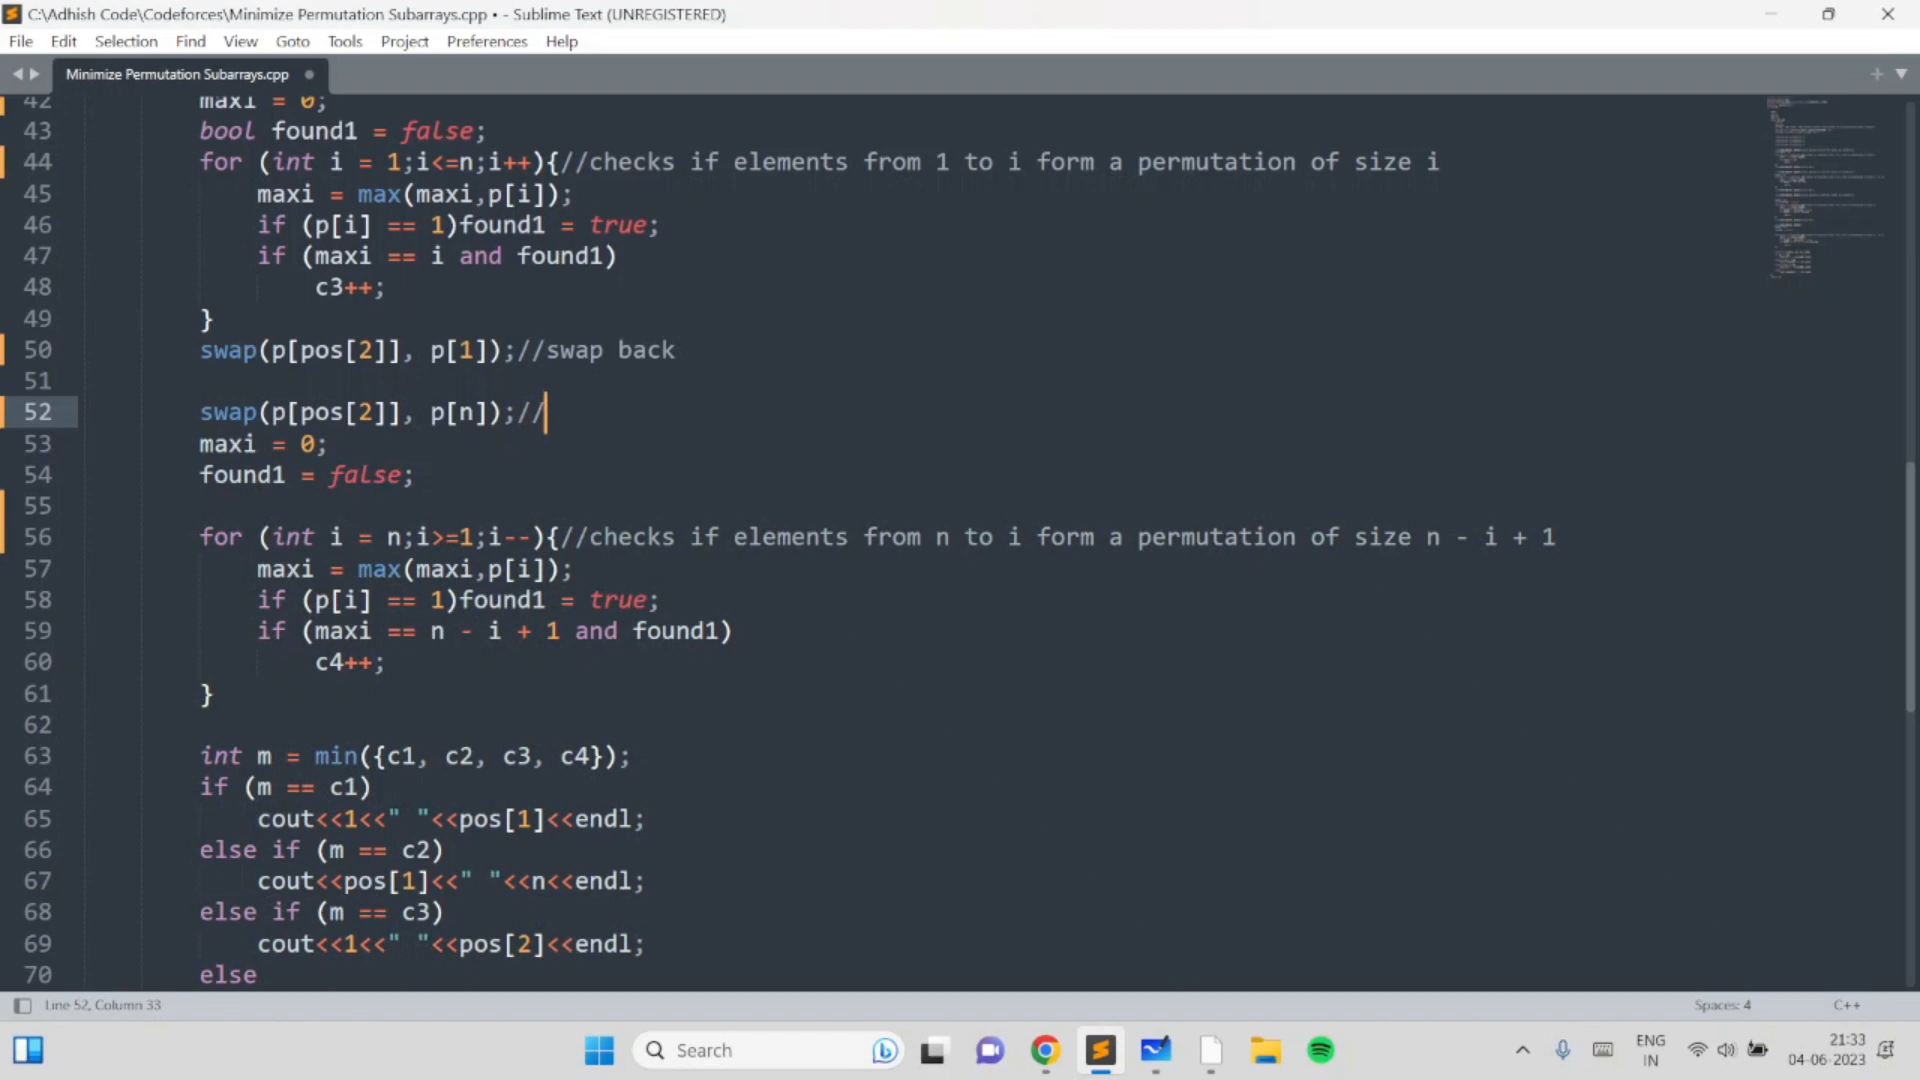 C:\Adhish Code\Codeforces\Minimize Permutation Subarrays.cpp • - Sublime Text (UNREGISTERED)
File Edit Selection Find View Goto Tools Project Preferences Help
Minimize Permutation Subarrays.cpp
42 maxi = 0;
43 bool found1 = false;
44 for (int i = 1;i<=n;i++){//checks if elements from 1 to i form a permutation of size i
45 maxi = max(maxi,p[i]);
46 if (p[i] == 1)found1 = true;
47 if (maxi == i and found1)
48 c3++;
49 }
50 swap(p[pos[2]], p[1]);//swap back
51
52 swap(p[pos[2]], p[n]);//
53 maxi = 0;
54 found1 = false;
55
56 for (int i = n;i>=1;i--){//checks if elements from n to i form a permutation of size n - i + 1
57 maxi = max(maxi,p[i]);
58 if (p[i] == 1)found1 = true;
59 if (maxi == n - i + 1 and found1)
60 c4++;
61 }
62
63 int m = min({c1, c2, c3, c4});
64 if (m == c1)
65 cout<<1<<" "<<pos[1]<<endl;
66 else if (m == c2)
67 cout<<pos[1]<<" "<<n<<endl;
68 else if (m == c3)
69 cout<<1<<" "<<pos[2]<<endl;
70 else
Line 52, Column 33 Spaces: 4 C++
Search
ENG
IN
21:33
04-06-2023